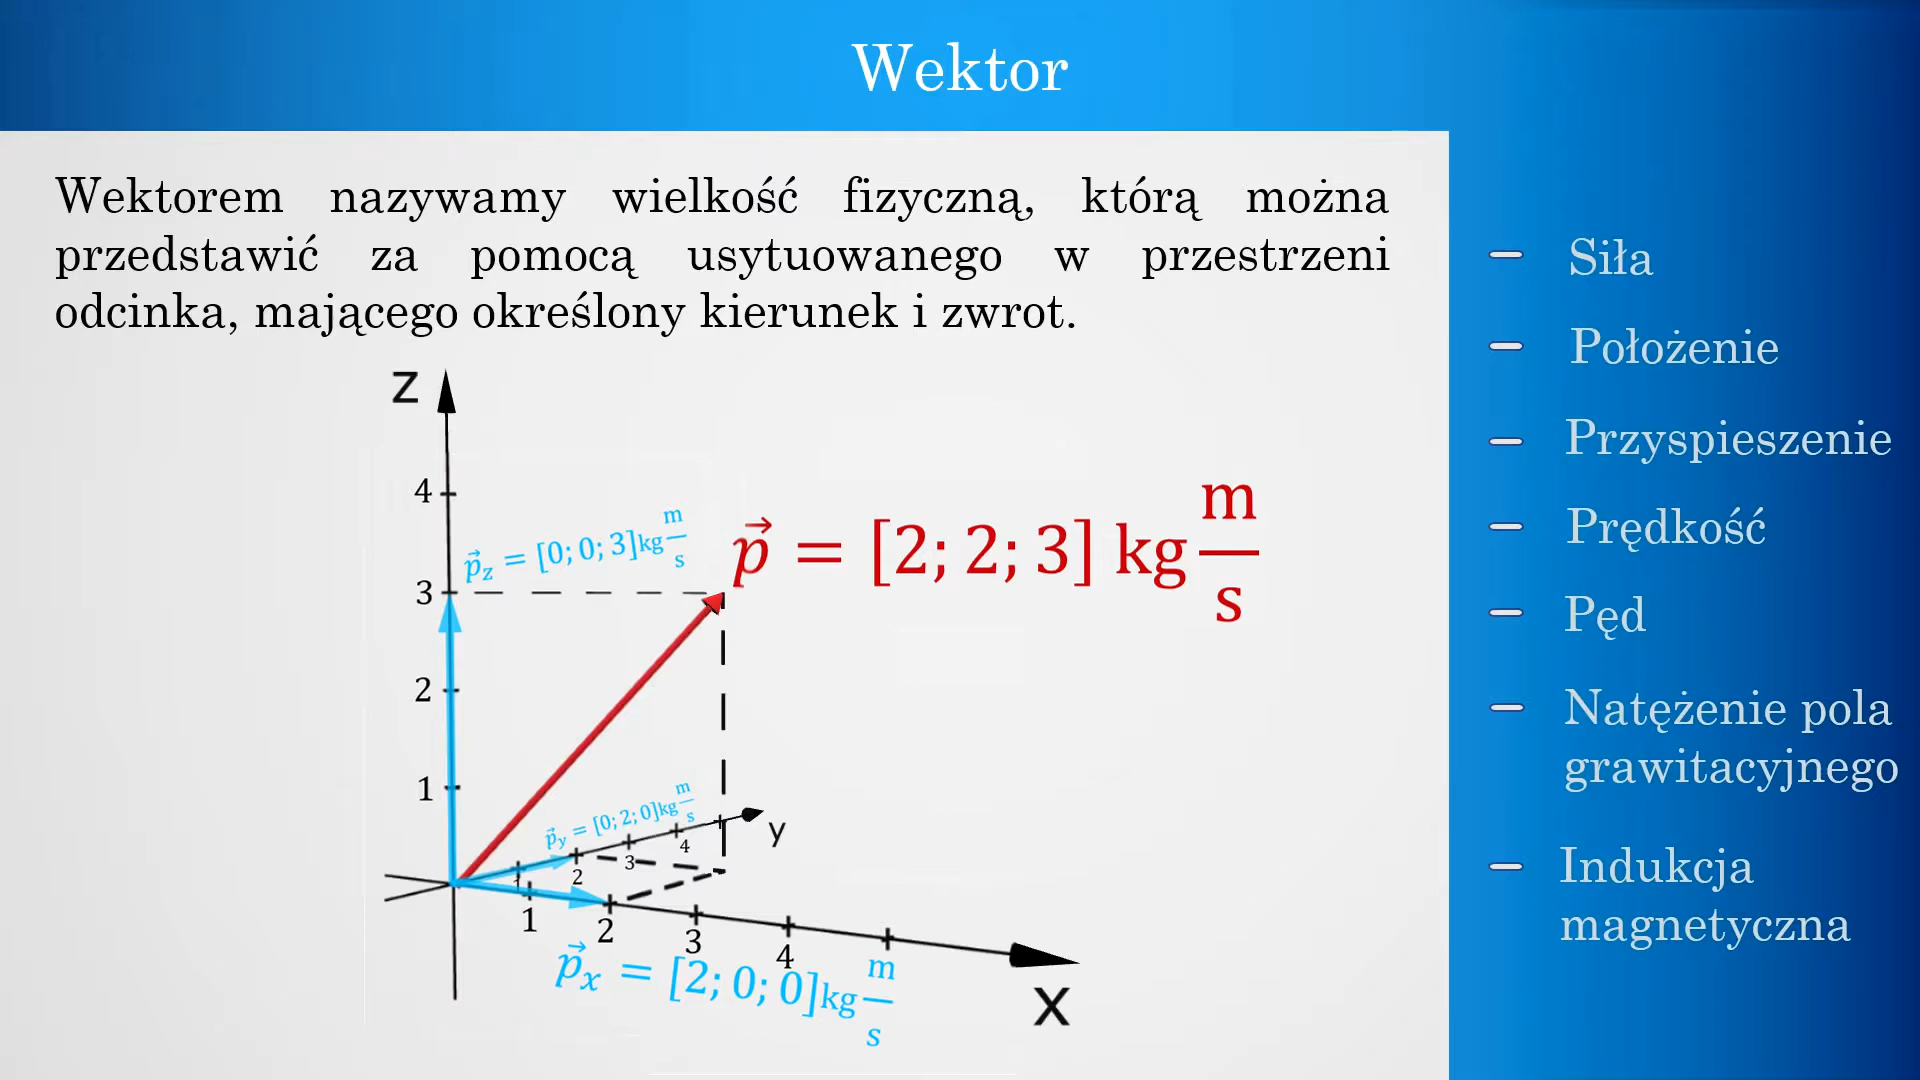 Wektor
Wektorem nazywamy wielkość fizyczną, którą można
przedstawić za pomocą usytuowanego w przestrzeni
odcinka, mającego określony kierunek i zwrot.
z
4
3
2
1
p⃗z = [0; 0; 3]kg m/s
p⃗ = [2; 2; 3] kg m/s
p⃗y = [0; 2; 0]kg m/s
y
1
2
3
4
1
2
3
4
p⃗x = [2; 0; 0]kg m/s
x
– Siła
– Położenie
– Przyspieszenie
– Prędkość
– Pęd
– Natężenie pola
grawitacyjnego
– Indukcja
magnetyczna